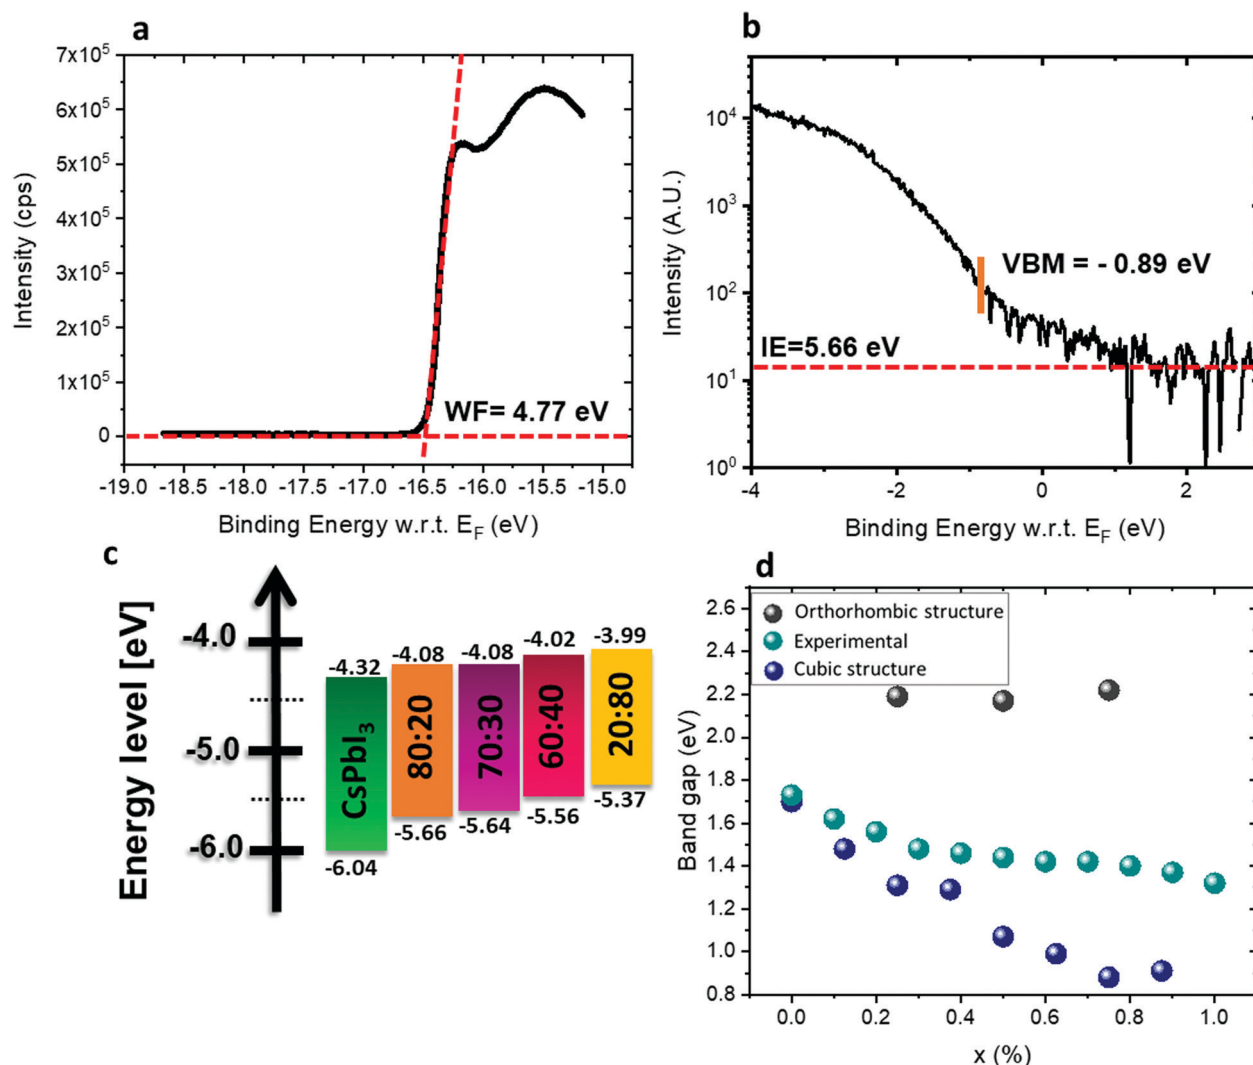 a
7x10⁵
6x10⁵
5x10⁵
4x10⁵
3x10⁵
2x10⁵
1x10⁵
0
Intensity (cps)
WF= 4.77 eV
-19.0 -18.5 -18.0 -17.5 -17.0 -16.5 -16.0 -15.5 -15.0
Binding Energy w.r.t. E_F (eV)
b
10⁴
10³
10²
10¹
10⁰
Intensity (A.U.)
VBM = - 0.89 eV
IE=5.66 eV
-4 -2 0 2
Binding Energy w.r.t. E_F (eV)
c
Energy level [eV]
-4.0
-5.0
-6.0
-4.32 -4.08 -4.08 -4.02 -3.99
CsPbI₃ 80:20 70:30 60:40 20:80
-6.04 -5.66 -5.64 -5.56 -5.37
d
Orthorhombic structure
Experimental
Cubic structure
2.6
2.4
2.2
2.0
1.8
1.6
1.4
1.2
1.0
0.8
Band gap (eV)
0.0 0.2 0.4 0.6 0.8 1.0
x (%)